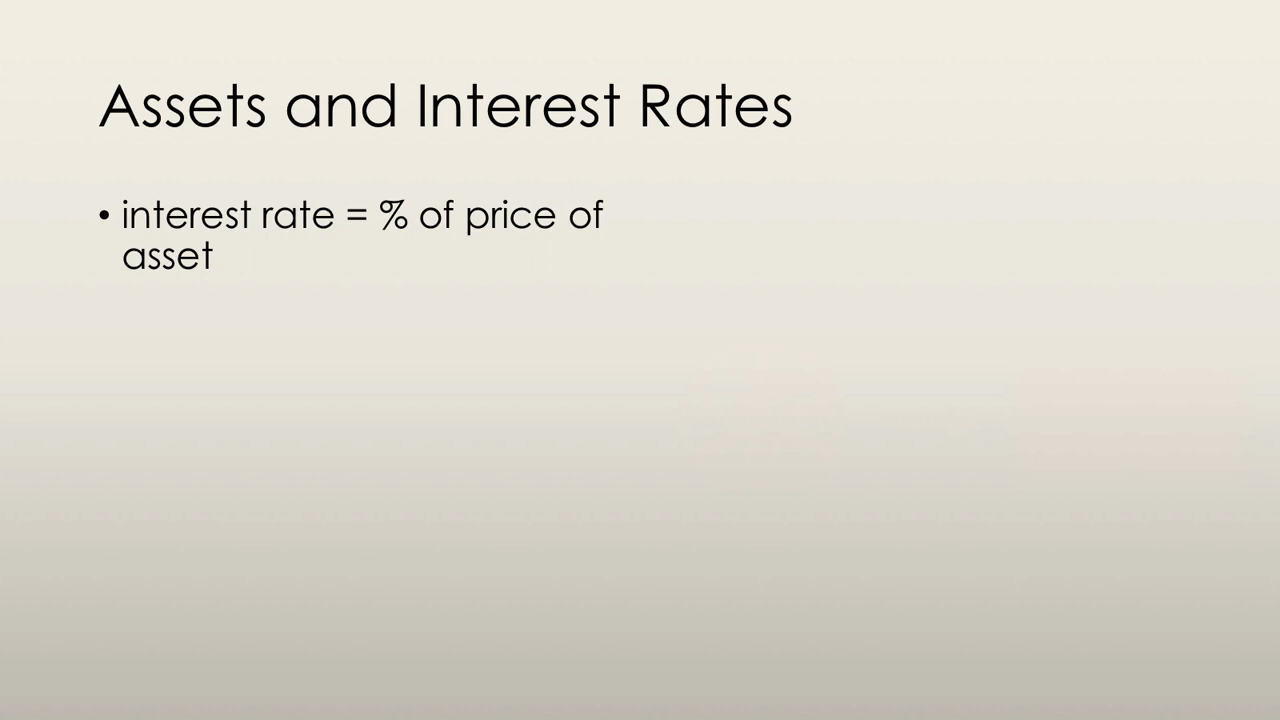 Assets and Interest Rates
• interest rate = % of price of
asset